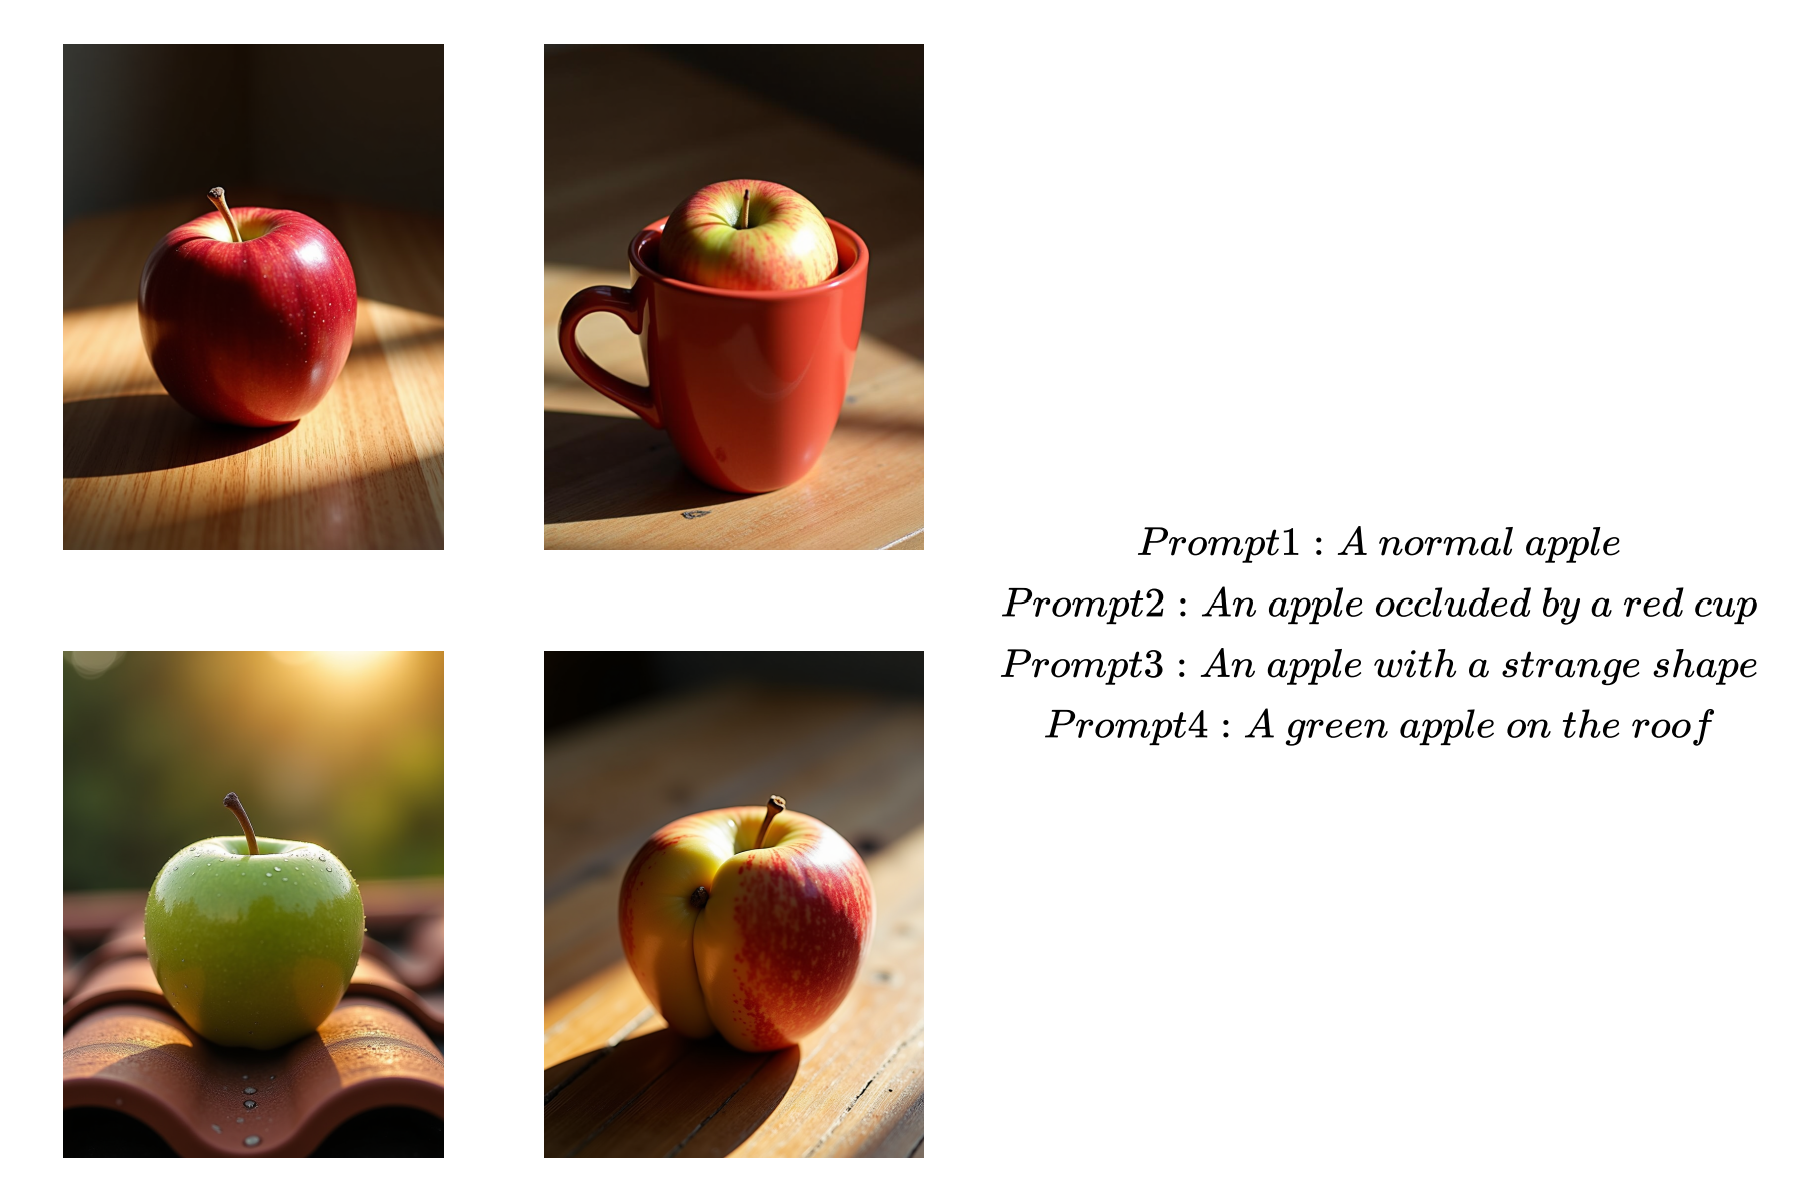 Prompt1 : A normal apple
Prompt2 : An apple occluded by a red cup
Prompt3 : An apple with a strange shape
Prompt4 : A green apple on the roof